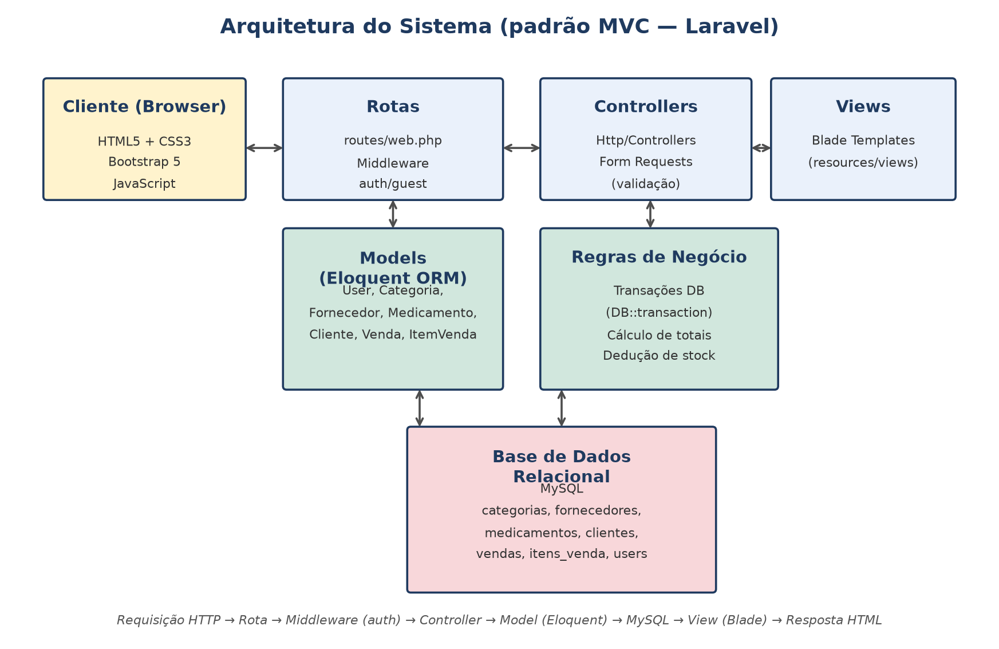 Arquitetura do Sistema (padrão MVC — Laravel)
Cliente (Browser)
HTML5 + CSS3
Bootstrap 5
JavaScript
Rotas
routes/web.php
Middleware
auth/guest
Controllers
Http/Controllers
Form Requests
(validação)
Views
Blade Templates
(resources/views)
Models
(Eloquent ORM)
User, Categoria,
Fornecedor, Medicamento,
Cliente, Venda, ItemVenda
Regras de Negócio
Transações DB
(DB::transaction)
Cálculo de totais
Dedução de stock
Base de Dados
Relacional
MySQL
categorias, fornecedores,
medicamentos, clientes,
vendas, itens_venda, users
Requisição HTTP → Rota → Middleware (auth) → Controller → Model (Eloquent) → MySQL → View (Blade) → Resposta HTML